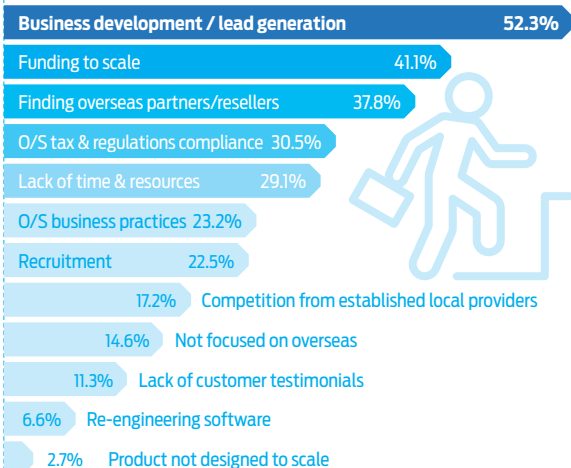 Business development / lead generation 52.3%
Funding to scale 41.1%
Finding overseas partners/resellers 37.8%
O/S tax & regulations compliance 30.5%
Lack of time & resources 29.1%
O/S business practices 23.2%
Recruitment 22.5%
17.2% Competition from established local providers
14.6% Not focused on overseas
11.3% Lack of customer testimonials
6.6% Re-engineering software
2.7% Product not designed to scale